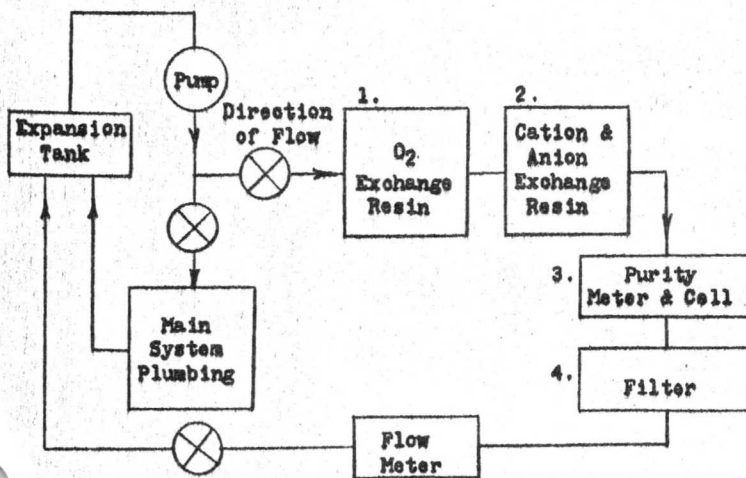 Pump
Expansion
Tank
Direction
of Flow
1.
O2
Exchange
Resin
2.
Cation &
Anion
Exchange
Resin
3.
Purity
Meter & Cell
4.
Filter
Main
System
Plumbing
Flow
Meter